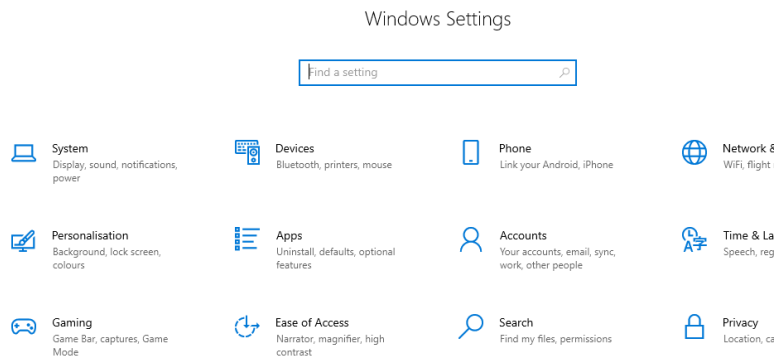 Windows Settings
Find a setting
System
Display, sound, notifications,
power
Devices
Bluetooth, printers, mouse
Phone
Link your Android, iPhone
Network &
WiFi, flight
Personalisation
Background, lock screen,
colours
Apps
Uninstall, defaults, optional
features
Accounts
Your accounts, email, sync,
work, other people
Time & La
Speech, reg
Gaming
Game Bar, captures, Game
Mode
Ease of Access
Narrator, magnifier, high
contrast
Search
Find my files, permissions
Privacy
Location, ca